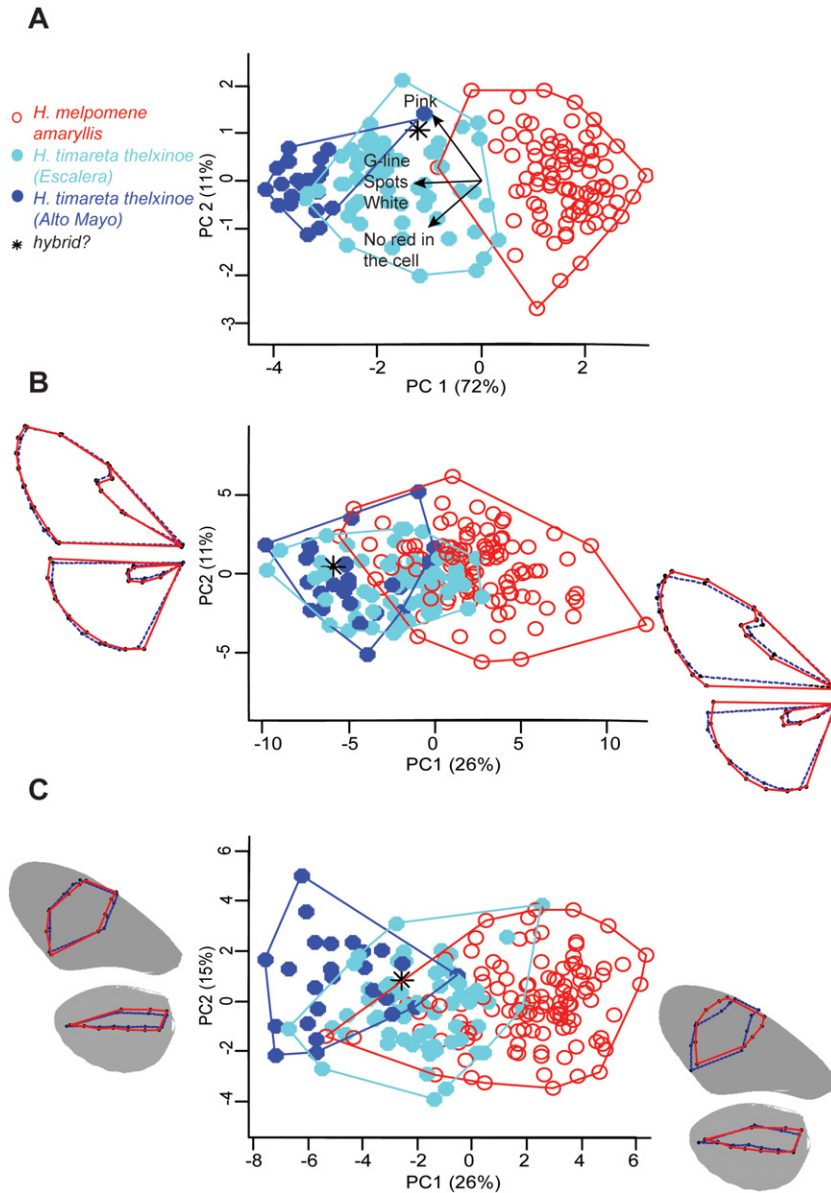 A
H. melpomene
amaryllis
H. timareta thelxinoe
(Escalera)
H. timareta thelxinoe
(Alto Mayo)
hybrid?
PC 2 (11%)
2
1
0
-1
-2
-3
Pink
G-line
Spots
White
No red in
the cell
-4 -2 0 2
PC 1 (72%)
B
PC2 (11%)
5
0
-5
-10 -5 0 5 10
PC1 (26%)
C
PC2 (15%)
6
4
2
0
-2
-4
-8 -6 -4 -2 0 2 4 6
PC1 (26%)